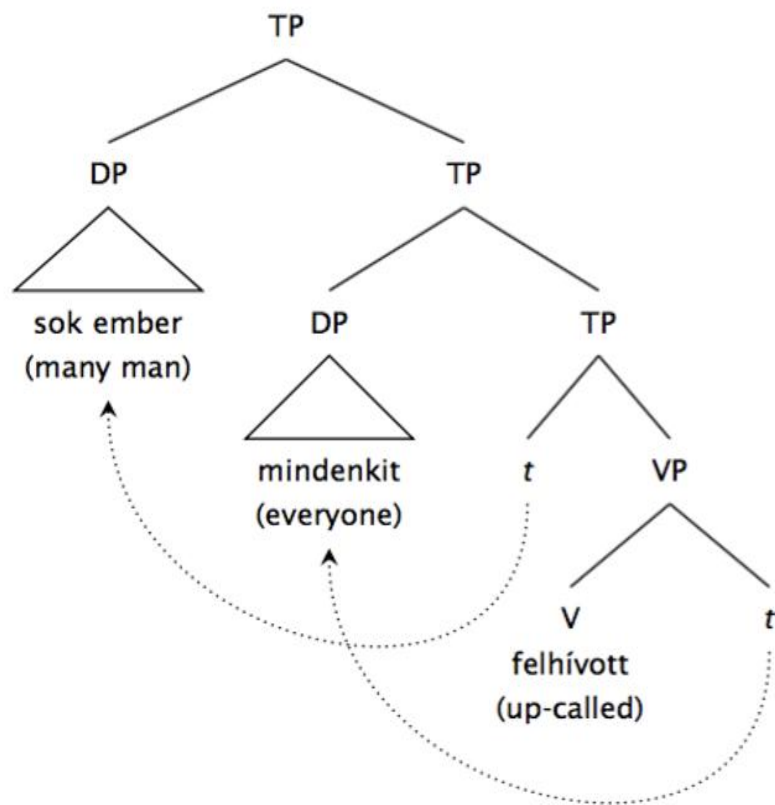 TP
DP TP
sok ember
(many man)
DP TP
mindenkit
(everyone)
t VP
V t
felhívott
(up-called)